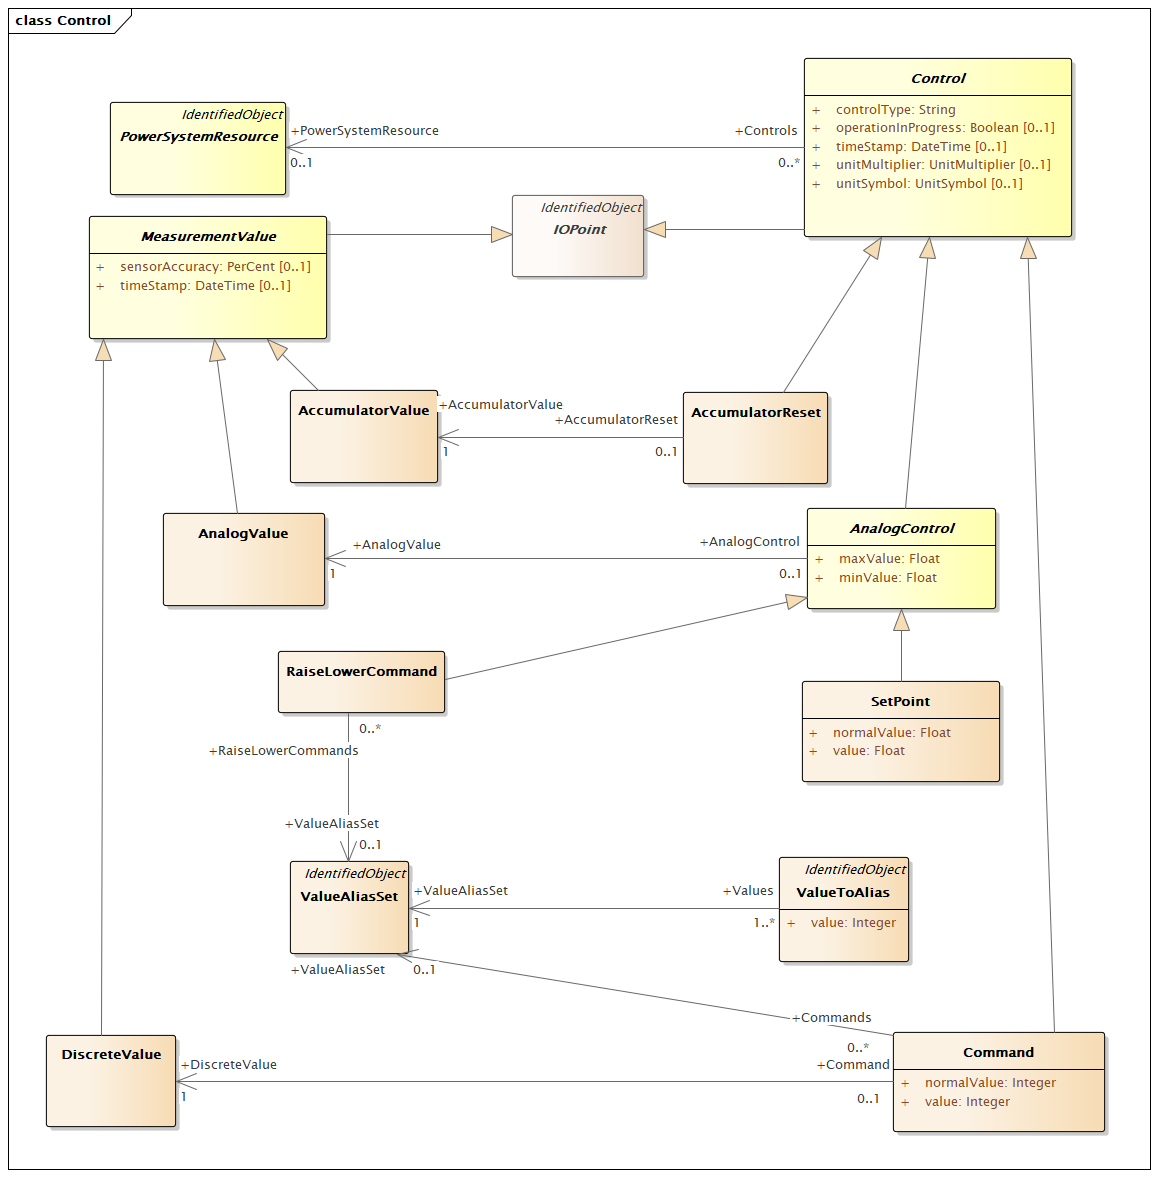 class Control
Control
+ controlType: String
+ operationInProgress: Boolean [0..1]
+ timeStamp: DateTime [0..1]
+ unitMultiplier: UnitMultiplier [0..1]
+ unitSymbol: UnitSymbol [0..1]
IdentifiedObject
PowerSystemResource
+PowerSystemResource
0..1
+Controls
0..*
IdentifiedObject
IOPoint
MeasurementValue
+ sensorAccuracy: PerCent [0..1]
+ timeStamp: DateTime [0..1]
AccumulatorValue
+AccumulatorValue
1
+AccumulatorReset
0..1
AccumulatorReset
AnalogValue
+AnalogValue
1
+AnalogControl
0..1
AnalogControl
+ maxValue: Float
+ minValue: Float
RaiseLowerCommand
0..*
+RaiseLowerCommands
+ValueAliasSet
0..1
SetPoint
+ normalValue: Float
+ value: Float
IdentifiedObject
ValueAliasSet
+ValueAliasSet
1
+Values
1..*
IdentifiedObject
ValueToAlias
+ value: Integer
+ValueAliasSet
0..1
+Commands
0..*
DiscreteValue
+DiscreteValue
1
+Command
0..1
Command
+ normalValue: Integer
+ value: Integer